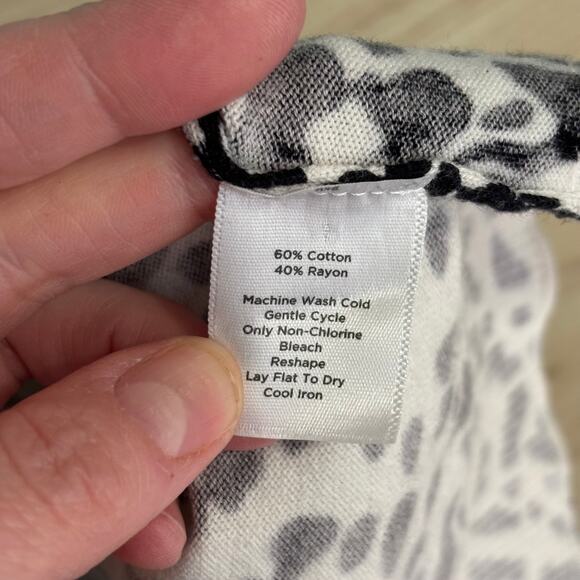 60% Cotton
40% Rayon
Machine Wash Cold
Gentle Cycle
Only Non-Chlorine
Bleach
Reshape
Lay Flat To Dry
Cool Iron